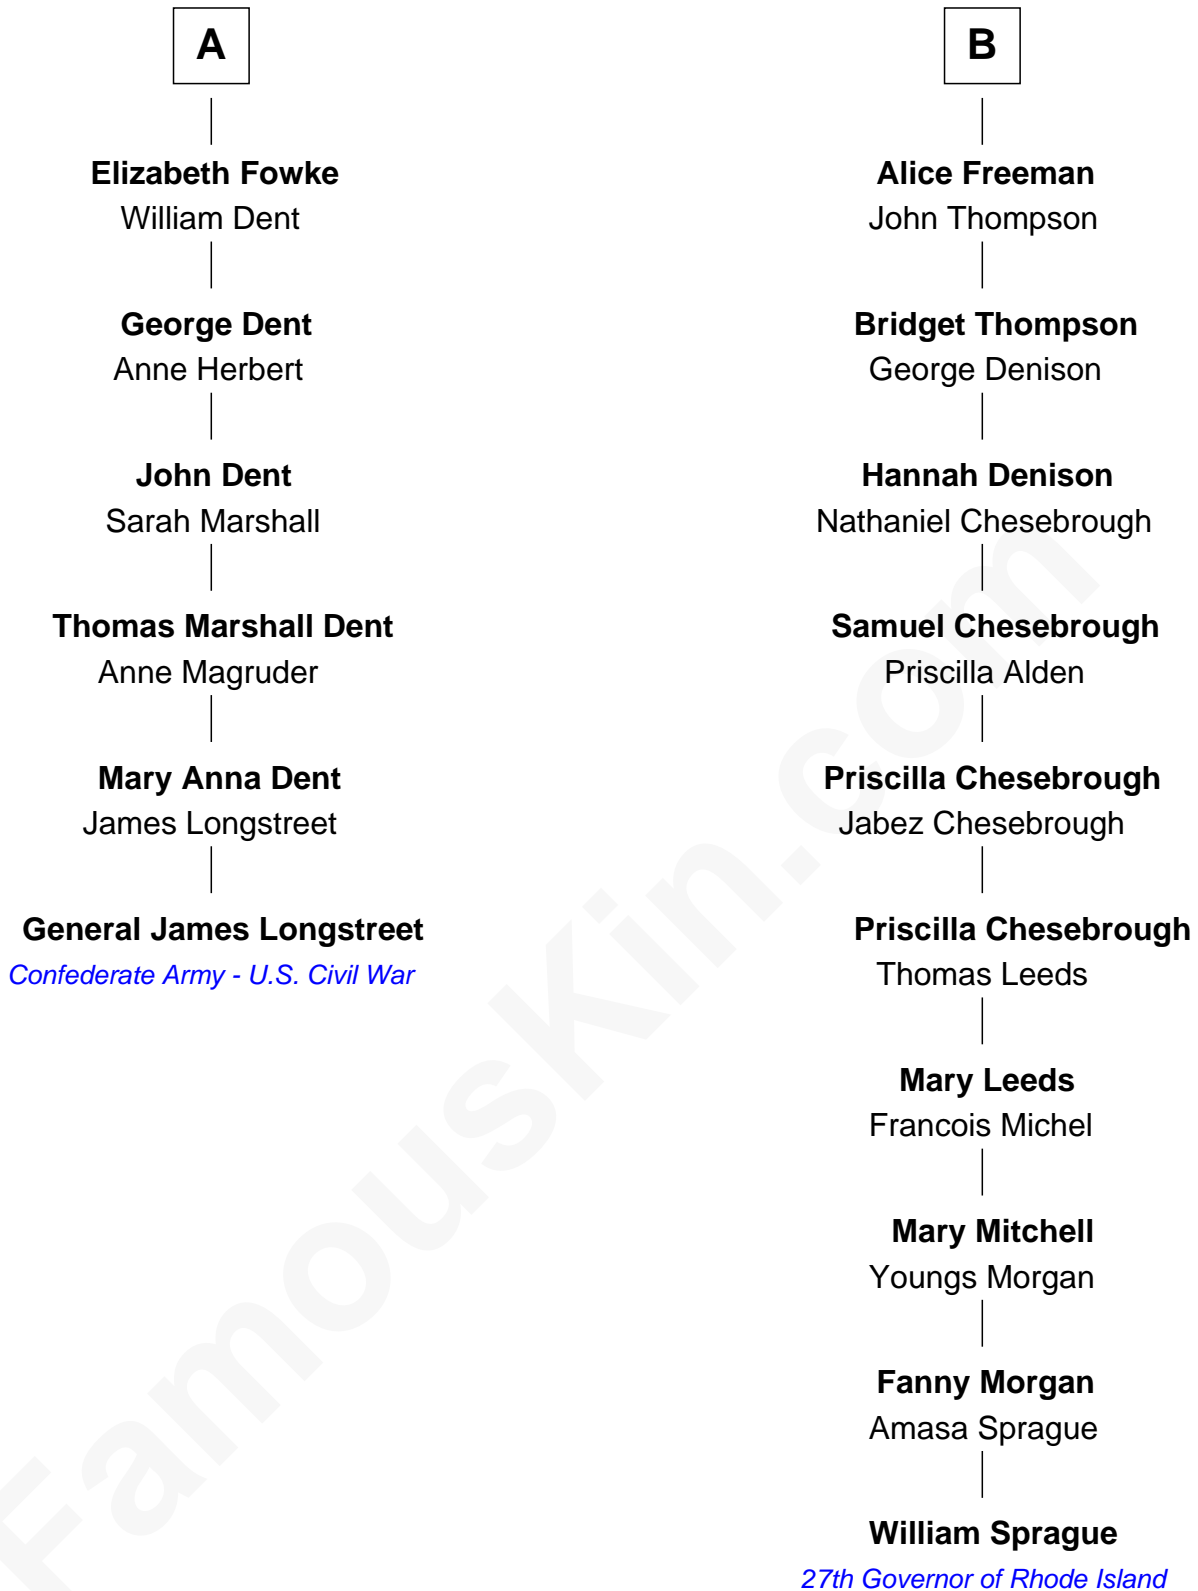 A
Elizabeth Fowke
William Dent
George Dent
Anne Herbert
John Dent
Sarah Marshall
Thomas Marshall Dent
Anne Magruder
Mary Anna Dent
James Longstreet
General James Longstreet
Confederate Army - U.S. Civil War
B
Alice Freeman
John Thompson
Bridget Thompson
George Denison
Hannah Denison
Nathaniel Chesebrough
Samuel Chesebrough
Priscilla Alden
Priscilla Chesebrough
Jabez Chesebrough
Priscilla Chesebrough
Thomas Leeds
Mary Leeds
Francois Michel
Mary Mitchell
Youngs Morgan
Fanny Morgan
Amasa Sprague
William Sprague
27th Governor of Rhode Island
FamousKin.com